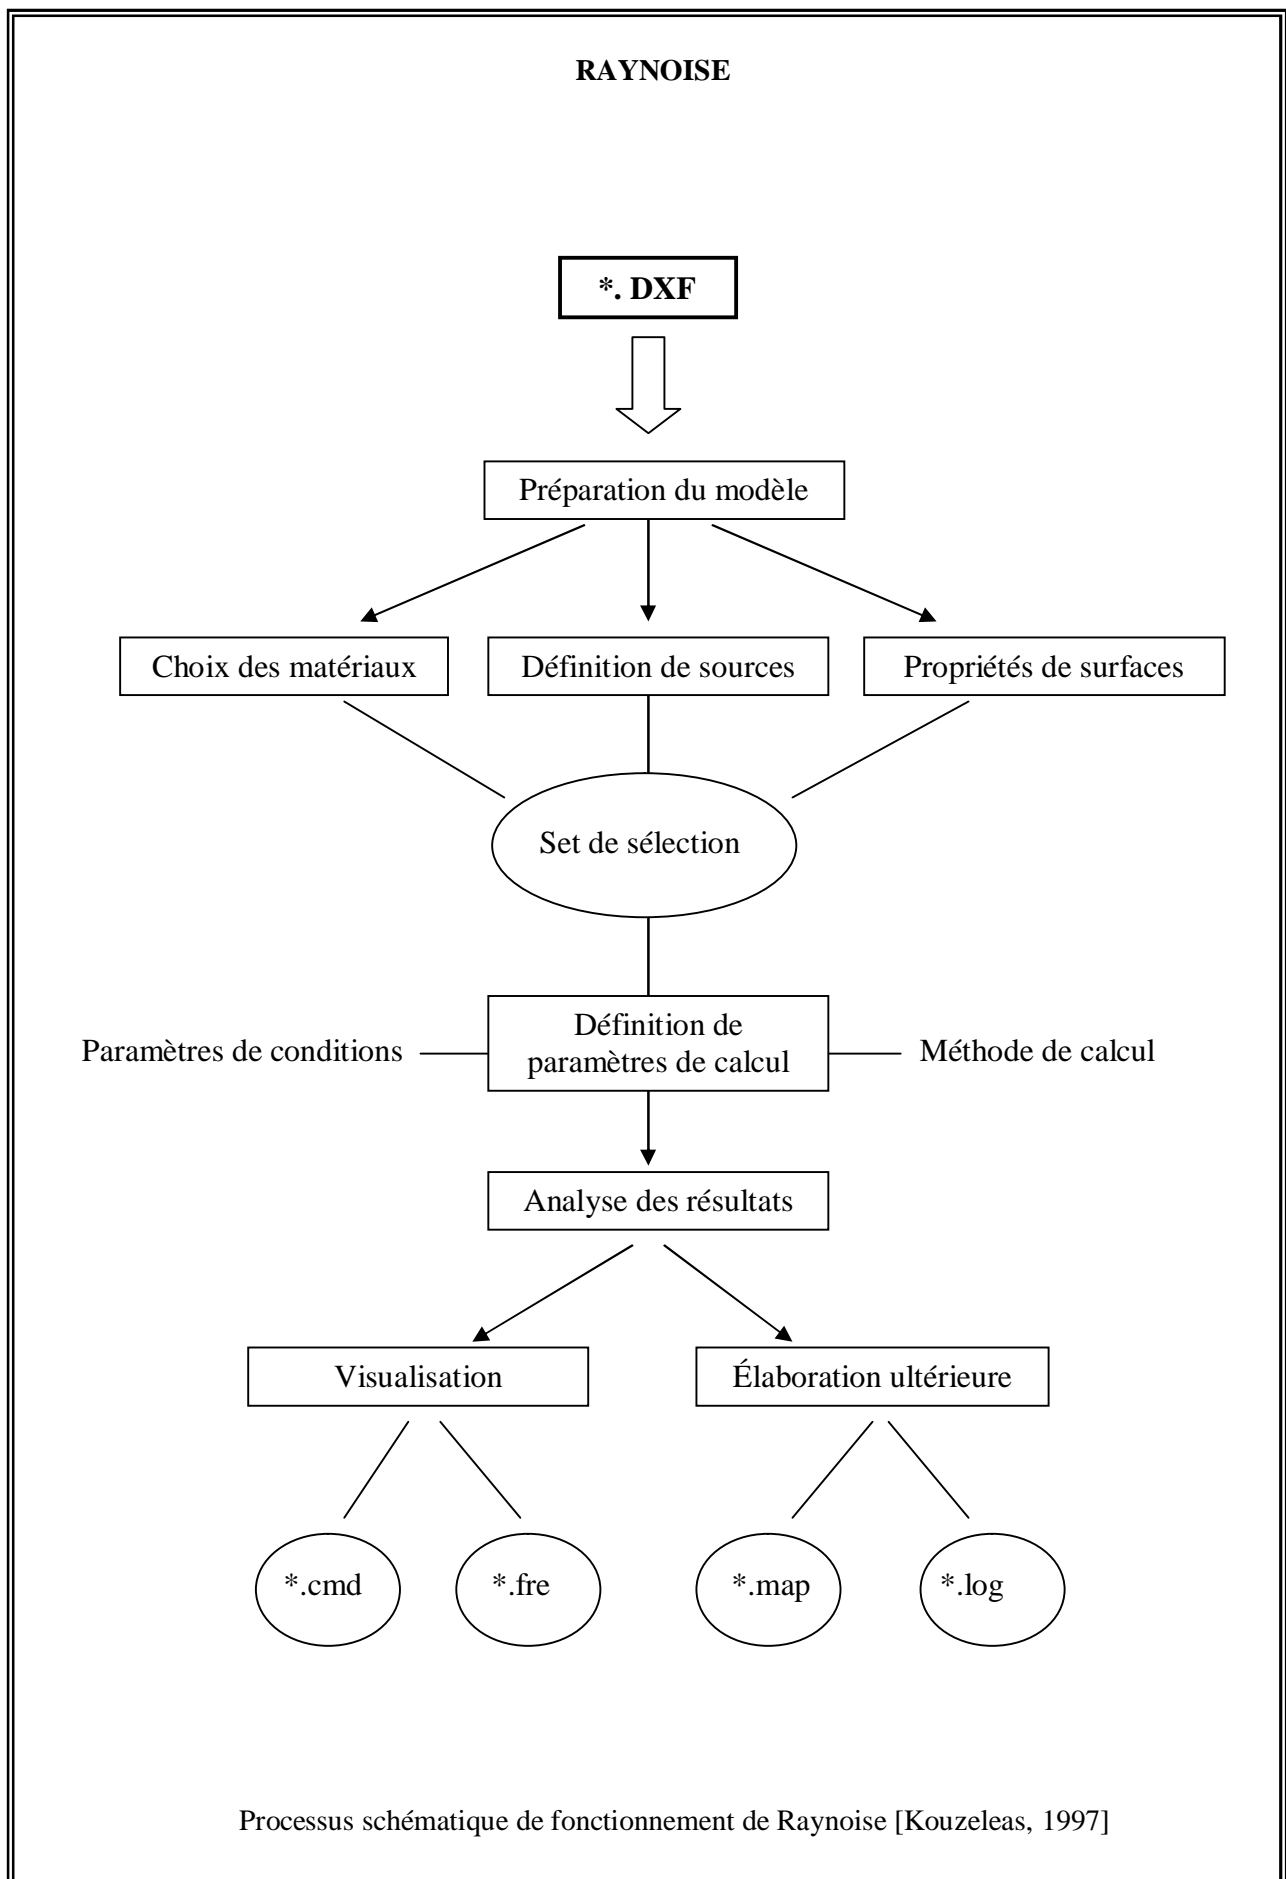 RAYNOISE
*. DXF
Préparation du modèle
Choix des matériaux
Définition de sources
Propriétés de surfaces
Set de sélection
Paramètres de conditions
Définition de
paramètres de calcul
Méthode de calcul
Analyse des résultats
Visualisation
Élaboration ultérieure
*.cmd
*.fre
*.map
*.log
Processus schématique de fonctionnement de Raynoise [Kouzeleas, 1997]